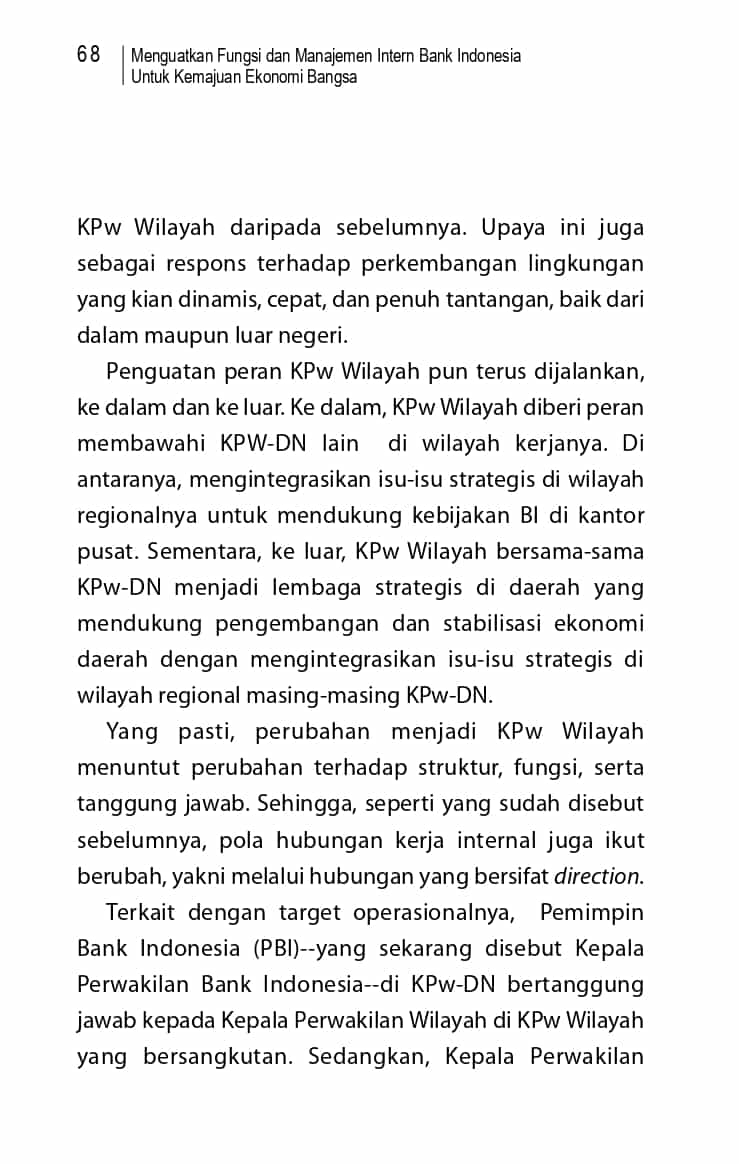 68
Menguatkan Fungsi dan Manajemen Intern Bank Indonesia
Untuk Kemajuan Ekonomi Bangsa
KPw Wilayah daripada sebelumnya. Upaya ini juga
sebagai respons terhadap perkembangan lingkungan
yang kian dinamis, cepat, dan penuh tantangan, baik dari
dalam maupun luar negeri.
Penguatan peran KPw Wilayah pun terus dijalankan,
ke dalam dan ke luar. Ke dalam, KPw Wilayah diberi peran
membawahi KPW-DN lain di wilayah kerjanya. Di
antaranya, mengintegrasikan isu-isu strategis di wilayah
regionalnya untuk mendukung kebijakan BI di kantor
pusat. Sementara, ke luar, KPw Wilayah bersama-sama
KPw-DN menjadi lembaga strategis di daerah yang
mendukung pengembangan dan stabilisasi ekonomi
daerah dengan mengintegrasikan isu-isu strategis di
wilayah regional masing-masing KPw-DN.
Yang pasti, perubahan menjadi KPw Wilayah
menuntut perubahan terhadap struktur, fungsi, serta
tanggung jawab. Sehingga, seperti yang sudah disebut
sebelumnya, pola hubungan kerja internal juga ikut
berubah, yakni melalui hubungan yang bersifat direction.
Terkait dengan target operasionalnya, Pemimpin
Bank Indonesia (PBI)--yang sekarang disebut Kepala
Perwakilan Bank Indonesia--di KPw-DN bertanggung
jawab kepada Kepala Perwakilan Wilayah di KPw Wilayah
yang bersangkutan. Sedangkan, Kepala Perwakilan